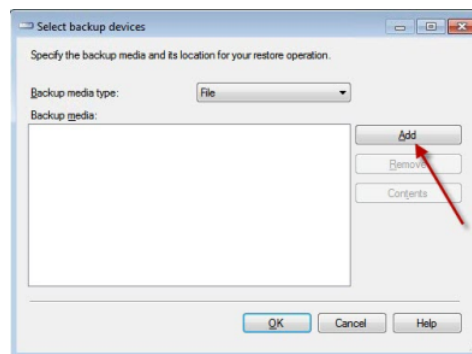 Select backup devices
Specify the backup media and its location for your restore operation.
Backup media type:
File
Backup media:
Add
Remove
Contents
OK
Cancel
Help